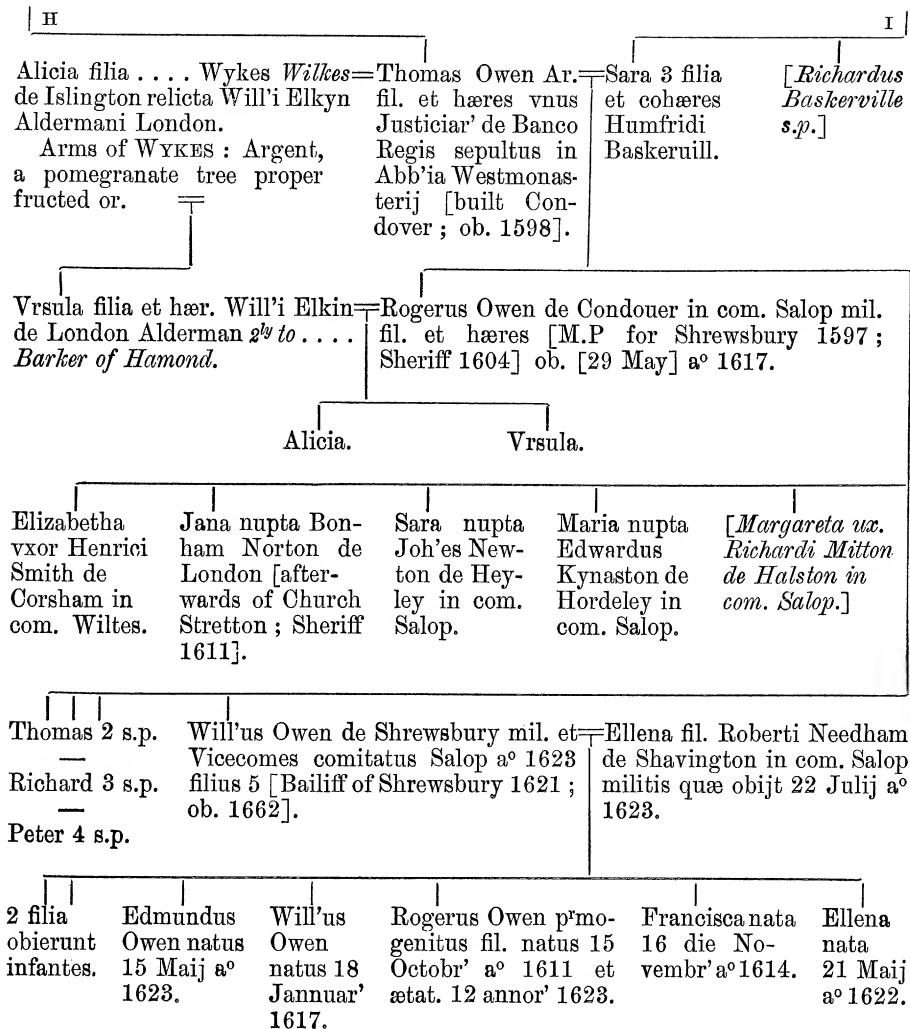 H
I
Alicia filia . . . . Wykes Wilkes=
de Islington relicta Will'i Elkyn
Aldermani London.
Arms of WYKES : Argent,
a pomegranate tree proper
fructed or.
Thomas Owen Ar.
fil. et hæres vnus
Justiciar' de Banco
Regis sepultus in
Abb'ia Westmonas-
terij [built Con-
dover ; ob. 1598].
Sara 3 filia
et cohæres
Humfridi
Baskeruill.
[Richardus
Baskerville
s.p.]
Vrsula filia et hær. Will'i Elkin
de London Alderman 2ly to . . . .
Barker of Hamond.
Rogerus Owen de Condouer in com. Salop mil.
fil. et hæres [M.P for Shrewsbury 1597 ;
Sheriff 1604] ob. [29 May] aº 1617.
Alicia.
Vrsula.
Elizabetha
vxor Henrici
Smith de
Corsham in
com. Wiltes.
Jana nupta Bon-
ham Norton de
London [after-
wards of Church
Stretton ; Sheriff
1611].
Sara nupta
Joh'es New-
ton de Hey-
ley in com.
Salop.
Maria nupta
Edwardus
Kynaston de
Hordeley in
com. Salop.
[Margareta ux.
Richardi Mitton
de Halston in
com. Salop.]
Thomas 2 s.p.
—
Richard 3 s.p.
—
Peter 4 s.p.
Will'us Owen de Shrewsbury mil. et
Vicecomes comitatus Salop aº 1623
filius 5 [Bailiff of Shrewsbury 1621 ;
ob. 1662].
Ellena fil. Roberti Needham
de Shavington in com. Salop
militis quæ obijt 22 Julij aº
1623.
2 filia
obierunt
infantes.
Edmundus
Owen natus
15 Maij aº
1623.
Will'us
Owen
natus 18
Jannuar'
1617.
Rogerus Owen pʳmo-
genitus fil. natus 15
Octobr' aº 1611 et
ætat. 12 annor' 1623.
Francisca nata
16 die No-
vembr' aº 1614.
Ellena
nata
21 Maij
aº 1622.